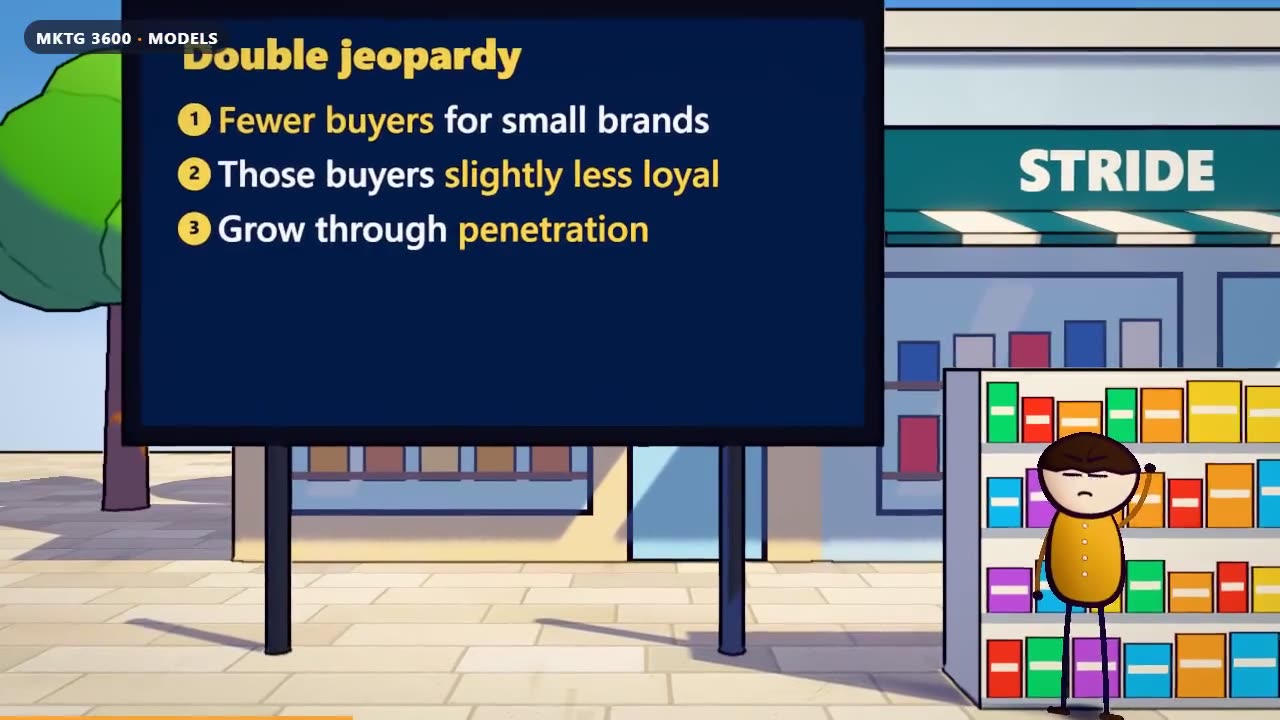 MKTG 3600 · MODELS
Double jeopardy
1 Fewer buyers for small brands
2 Those buyers slightly less loyal
3 Grow through penetration
STRIDE